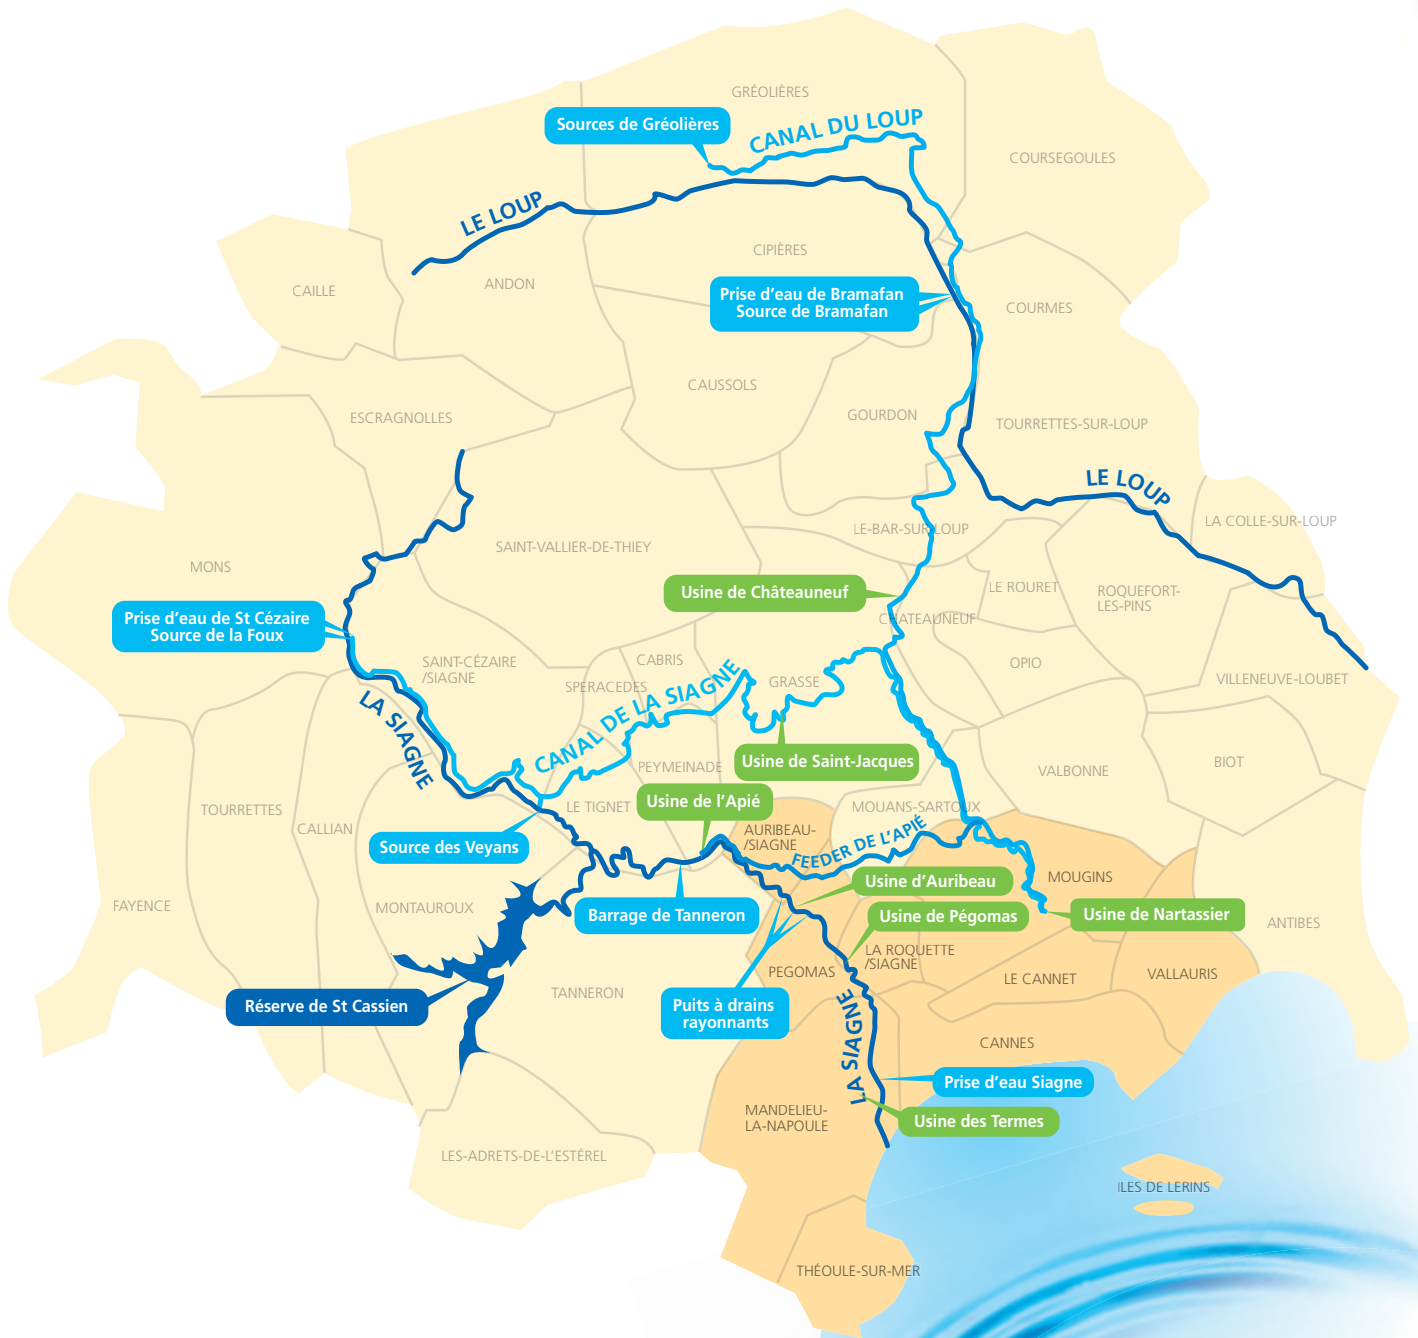 GRÉOLIÈRES
Sources de Gréolières
CANAL DU LOUP
COURSEGOULES
LE LOUP
CIPIÈRES
CAILLE
ANDON
Prise d'eau de Bramafan
Source de Bramafan
COURMES
CAUSSOLS
ESCRAGNOLLES
GOURDON
TOURRETTES-SUR-LOUP
LE LOUP
LA COLLE-SUR-LOUP
LE-BAR-SUR-LOUP
SAINT-VALLIER-DE-THIEY
MONS
LE ROURET
ROQUEFORT-
LES-PINS
Usine de Châteauneuf
CHATEAUNEUF
Prise d'eau de St Cézaire
Source de la Foux
SAINT-CÉZAIRE
/SIAGNE
CABRIS
SPERACEDES
GRASSE
OPIO
VILLENEUVE-LOUBET
LA SIAGNE
CANAL DE LA SIAGNE
Usine de Saint-Jacques
PEYMEINADE
VALBONNE
BIOT
TOURRETTES
CALLIAN
LE TIGNET
Usine de l'Apié
MOUANS-SARTOUX
AURIBEAU-
/SIAGNE
FEEDER DE L'APIÉ
Source des Veyans
MOUGINS
Usine d'Auribeau
FAYENCE
MONTAUROUX
Barrage de Tanneron
Usine de Pégomas
Usine de Nartassier
ANTIBES
LA ROQUETTE
/SIAGNE
PEGOMAS
LE CANNET
VALLAURIS
TANNERON
Réserve de St Cassien
Puits à drains
rayonnants
LA SIAGNE
CANNES
Prise d'eau Siagne
MANDELIEU-
LA-NAPOULE
Usine des Termes
LES-ADRETS-DE-L'ESTÉREL
ILES DE LERINS
THÉOULE-SUR-MER